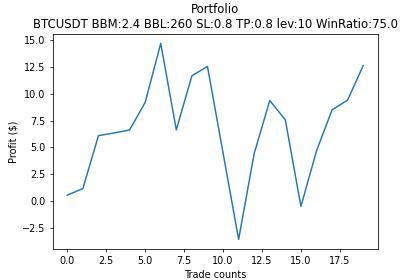 Portfolio
BTCUSDT BBM:2.4 BBL:260 SL:0.8 TP:0.8 lev:10 WinRatio:75.0
15.0
12.5
10.0
7.5
5.0
2.5
0.0
−2.5
Profit ($)
0.0 2.5 5.0 7.5 10.0 12.5 15.0 17.5
Trade counts